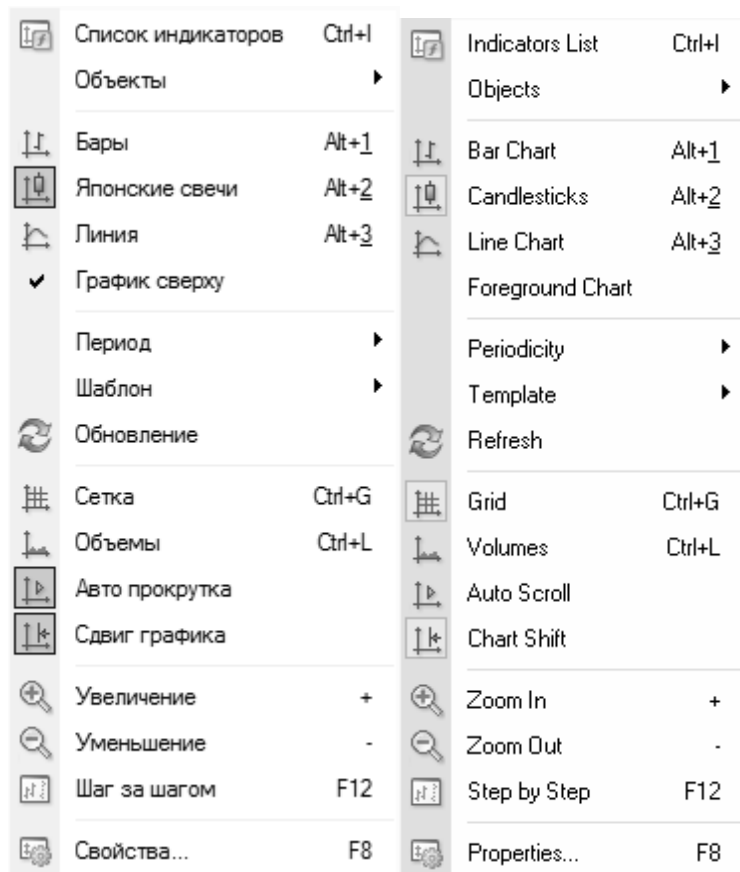 Список индикаторов Ctrl+I
Объекты
Бары Alt+1
Японские свечи Alt+2
Линия Alt+3
График сверху
Период
Шаблон
Обновление
Сетка Ctrl+G
Объемы Ctrl+L
Авто прокрутка
Сдвиг графика
Увеличение +
Уменьшение -
Шаг за шагом F12
Свойства... F8
Indicators List Ctrl+I
Objects
Bar Chart Alt+1
Candlesticks Alt+2
Line Chart Alt+3
Foreground Chart
Periodicity
Template
Refresh
Grid Ctrl+G
Volumes Ctrl+L
Auto Scroll
Chart Shift
Zoom In +
Zoom Out -
Step by Step F12
Properties... F8